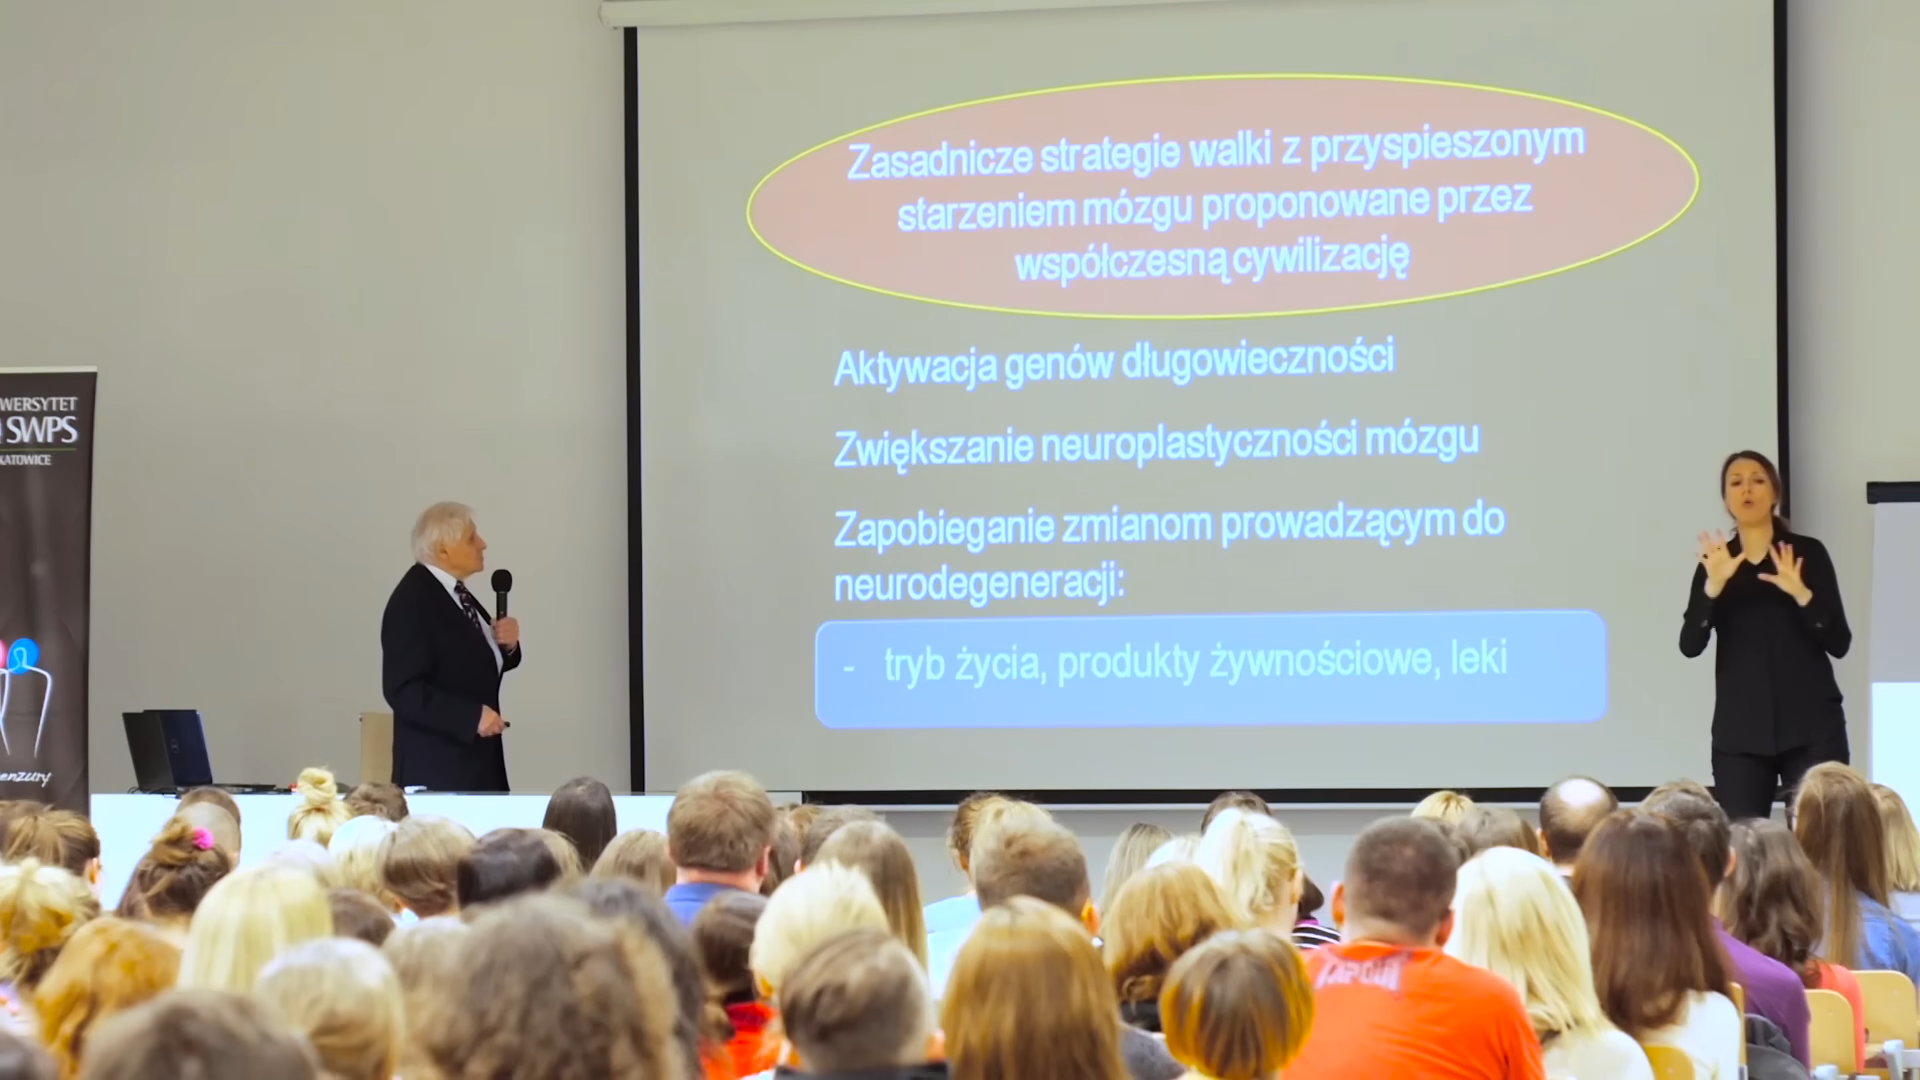 Zasadnicze strategie walki z przyspieszonym
starzeniem mózgu proponowane przez
współczesną cywilizację
Aktywacja genów długowieczności
Zwiększanie neuroplastyczności mózgu
Zapobieganie zmianom prowadzącym do
neurodegeneracji:
- tryb życia, produkty żywnościowe, leki
WERSYTET
SWPS
KATOWICE
enzury